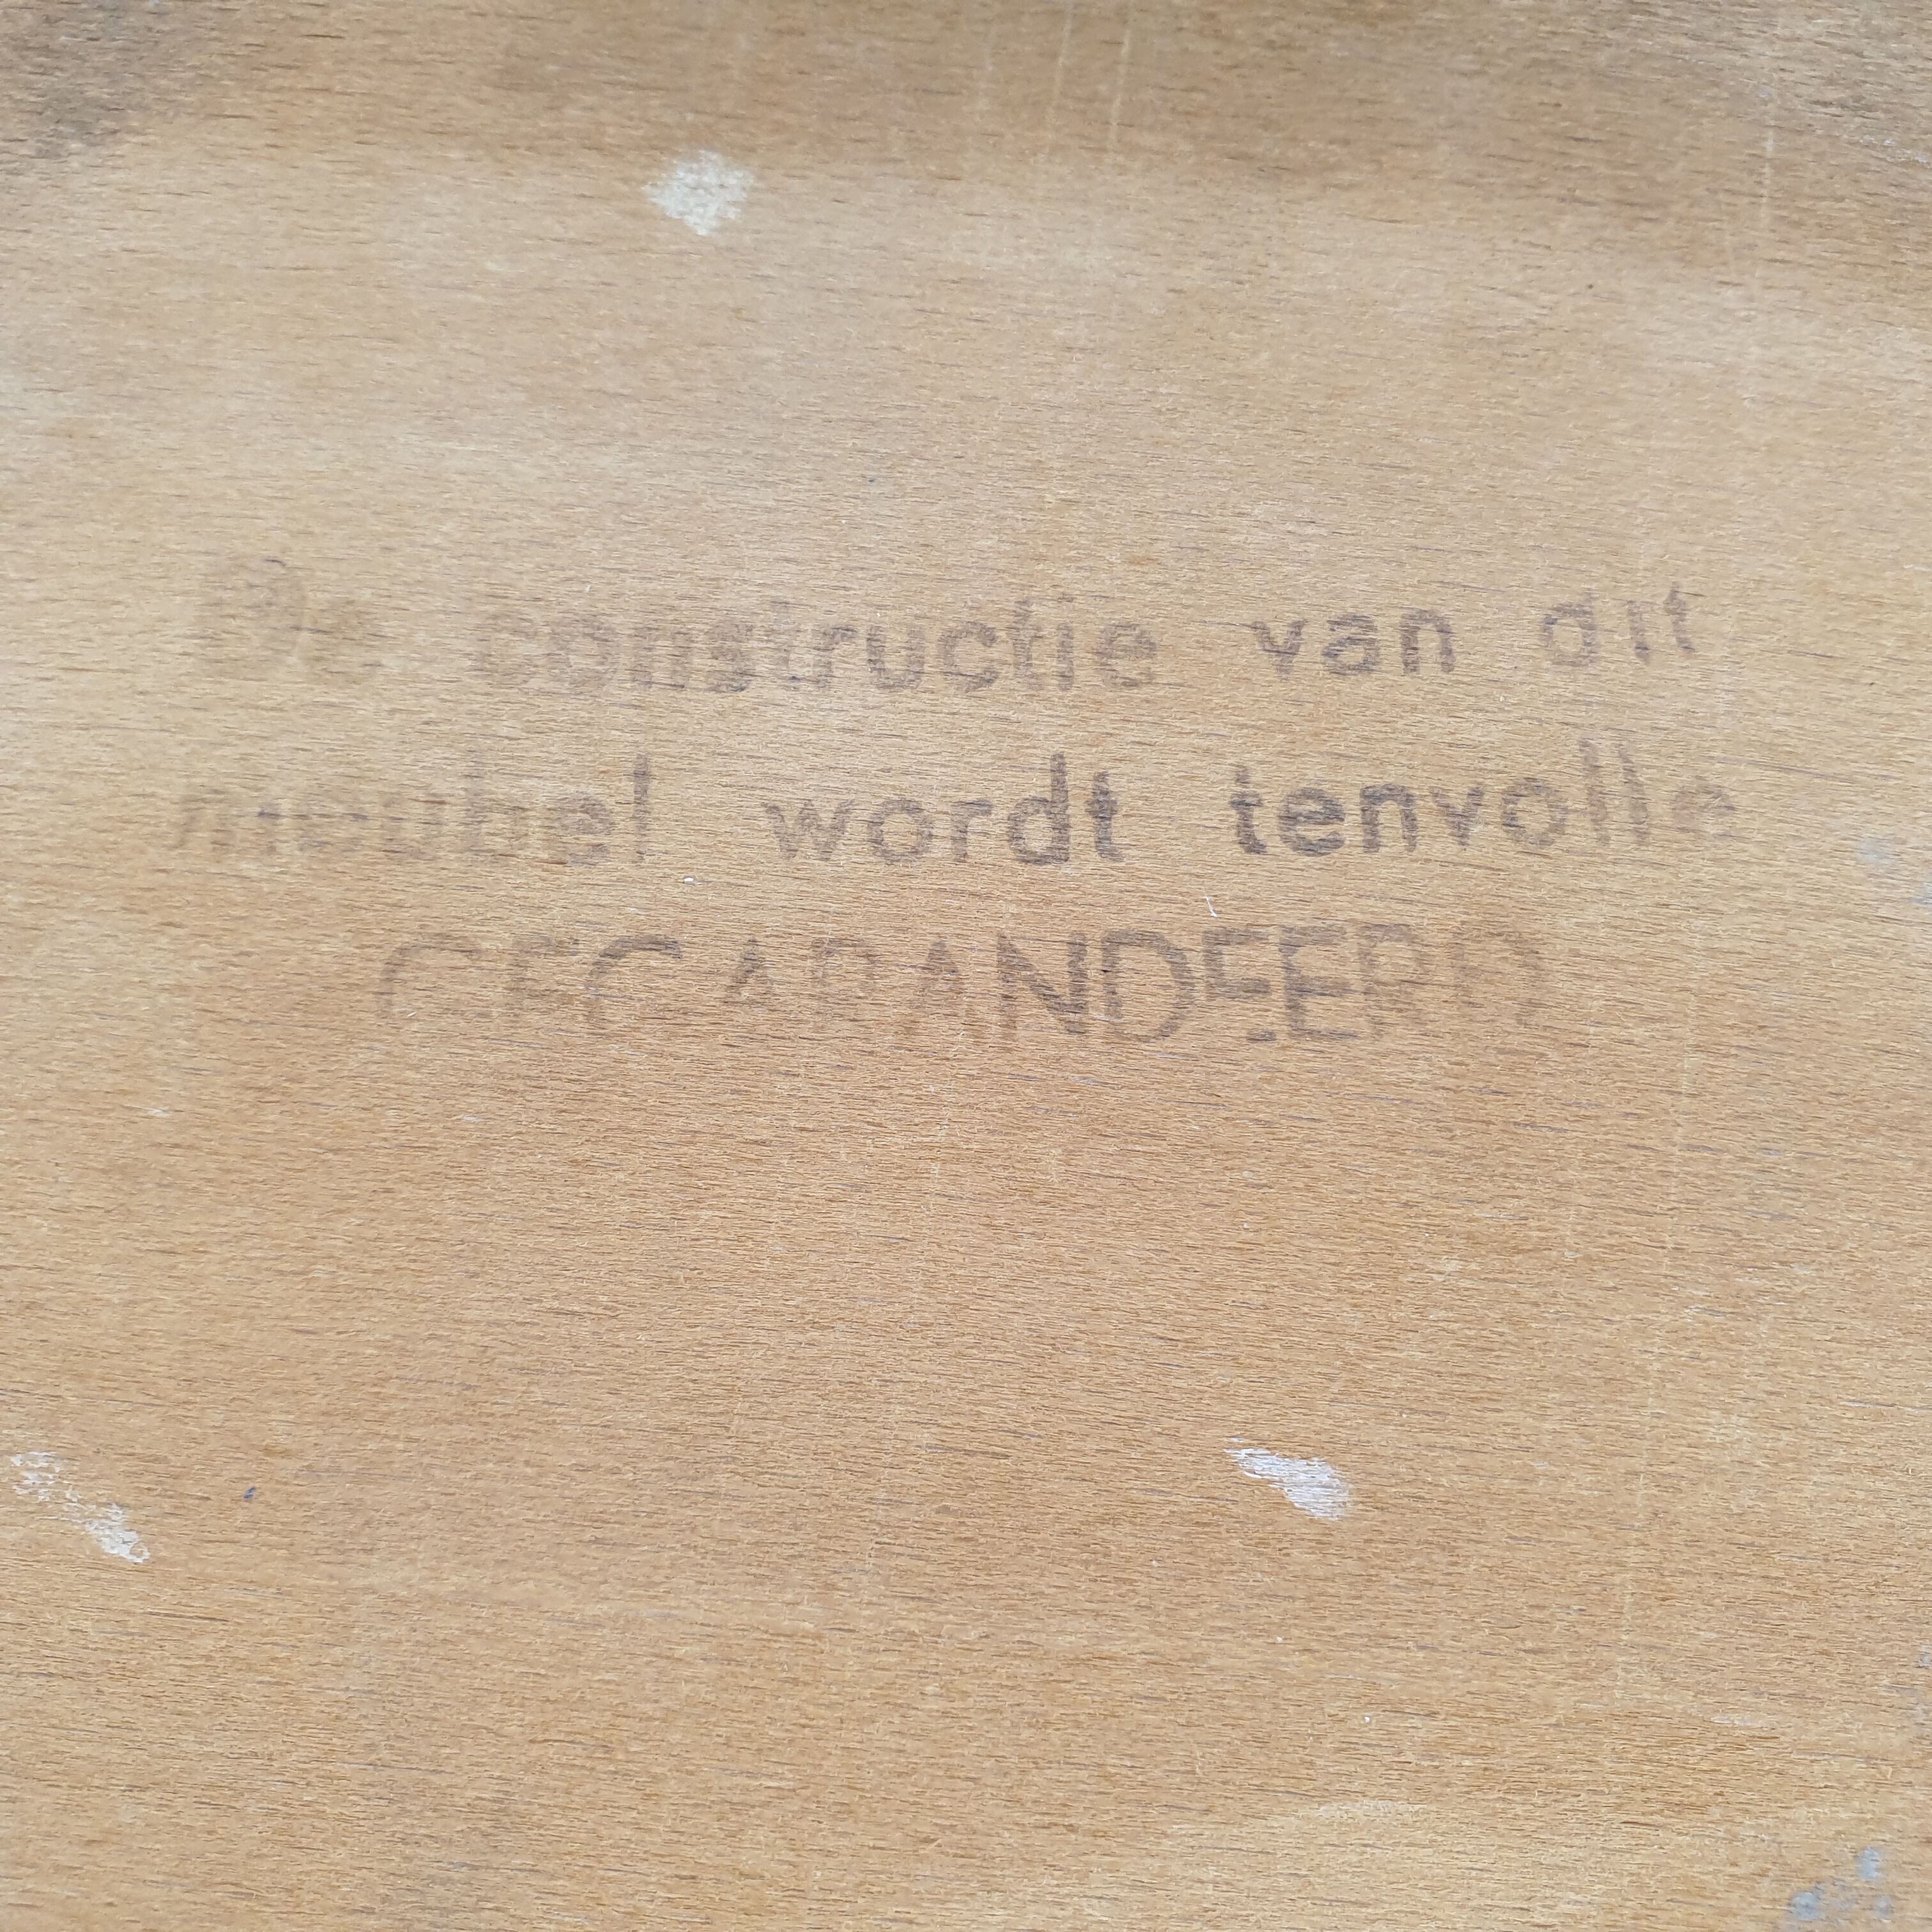 De constructie van dit
meubel wordt tenvolle
GEGARANDEERD